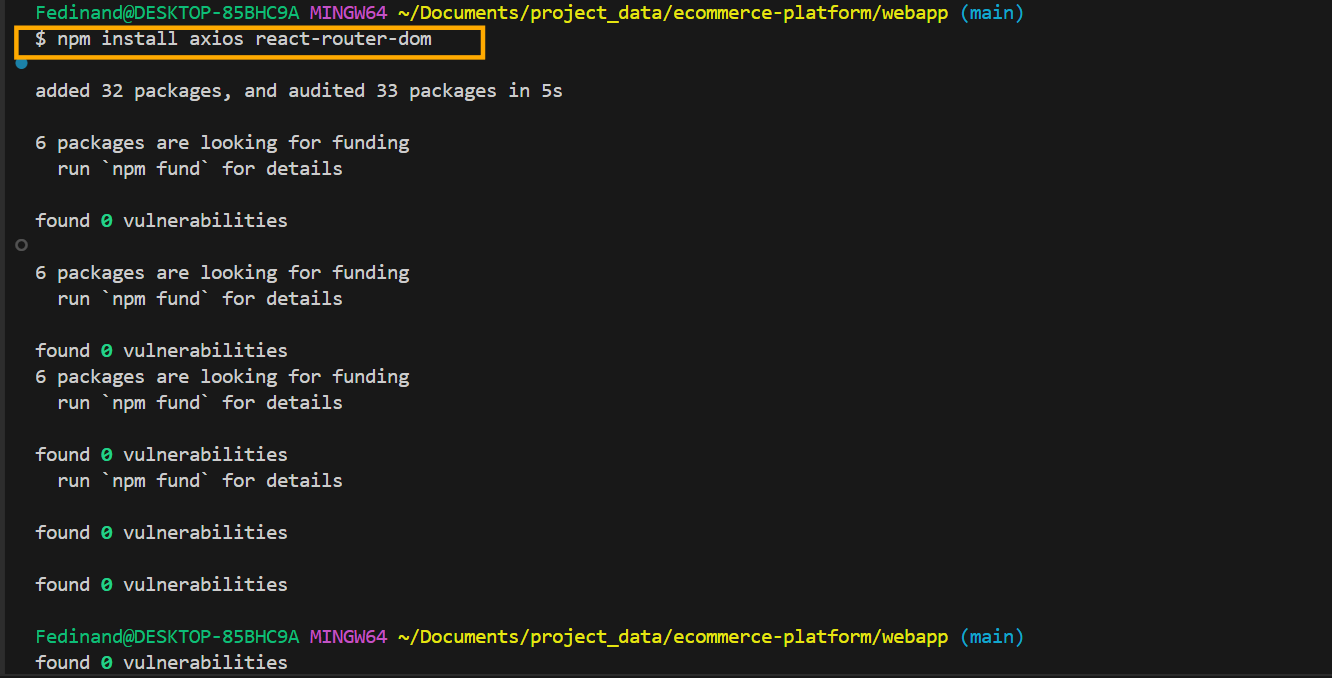 Fedinand@DESKTOP-85BHC9A MINGW64 ~/Documents/project_data/ecommerce-platform/webapp (main)
$ npm install axios react-router-dom
added 32 packages, and audited 33 packages in 5s
6 packages are looking for funding
run `npm fund` for details
found 0 vulnerabilities
6 packages are looking for funding
run `npm fund` for details
found 0 vulnerabilities
6 packages are looking for funding
run `npm fund` for details
found 0 vulnerabilities
run `npm fund` for details
found 0 vulnerabilities
found 0 vulnerabilities
Fedinand@DESKTOP-85BHC9A MINGW64 ~/Documents/project_data/ecommerce-platform/webapp (main)
found 0 vulnerabilities